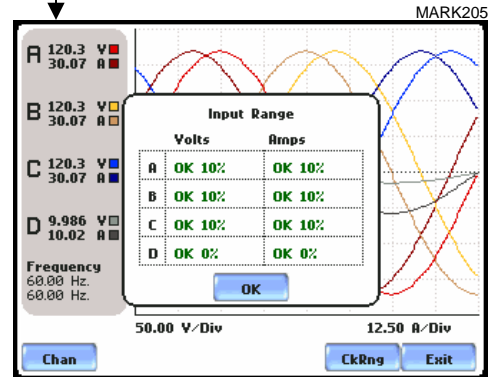 MARK205
A 120.3 V
30.07 A
B 120.3 V
30.07 A
C 120.3 V
30.07 A
D 9.986 V
10.02 A
Frequency
60.00 Hz.
60.00 Hz.
Input Range
Volts Amps
A OK 10% OK 10%
B OK 10% OK 10%
C OK 10% OK 10%
D OK 0% OK 0%
OK
50.00 V/Div 12.50 A/Div
Chan CkRng Exit